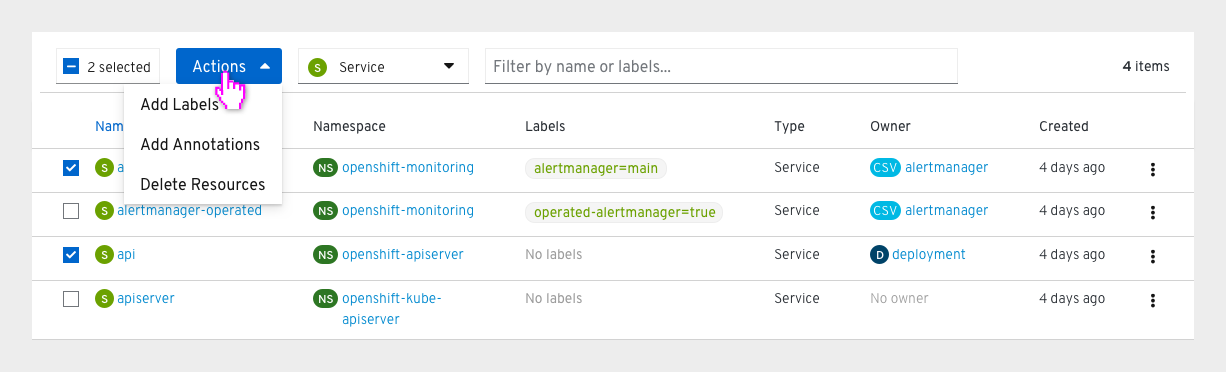 2 selected Actions S Service Filter by name or labels... 4 items
Add Labels
Add Annotations
Delete Resources
Namespace Labels Type Owner Created
S NS openshift-monitoring alertmanager=main Service CSV alertmanager 4 days ago
S alertmanager-operated NS openshift-monitoring operated-alertmanager=true Service CSV alertmanager 4 days ago
S api NS openshift-apiserver No labels Service D deployment 4 days ago
S apiserver NS openshift-kube- No labels Service No owner 4 days ago
apiserver